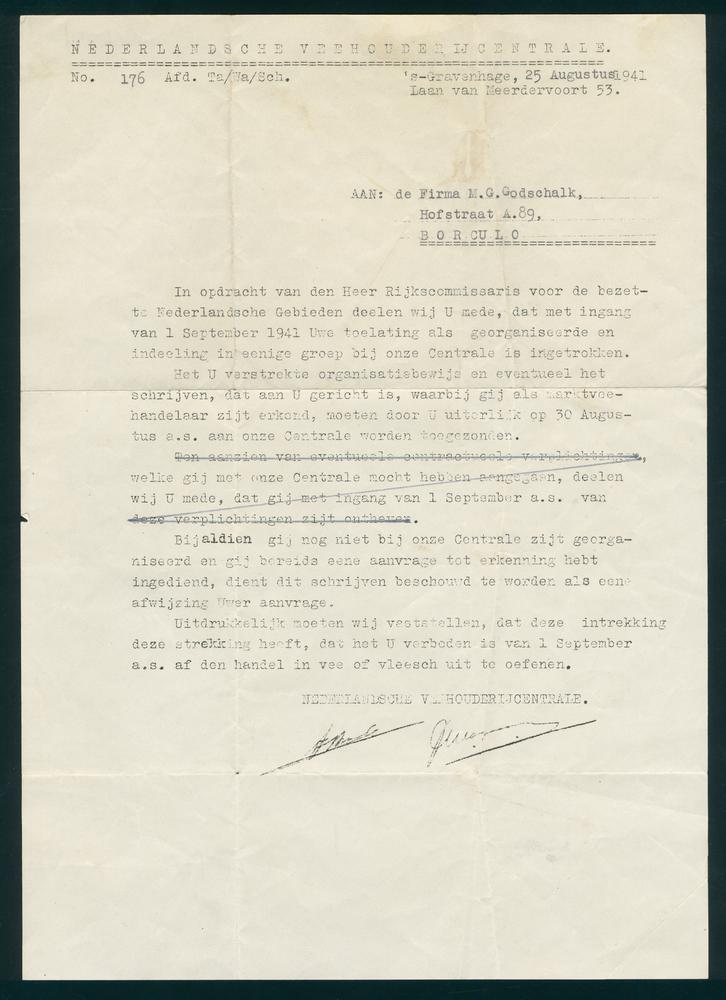 NEDERLANDSCHE VEEHOUDERIJCENTRALE.
No. 176 Afd. Ta/Wa/Sch.
's-Gravenhage, 25 Augustus 1941
Laan van Meerdervoort 53.
AAN: de Firma M.G.Godschalk,
Hofstraat A.89,
BORCULO
In opdracht van den Heer Rijkscommissaris voor de bezet-
te Nederlandsche Gebieden deelen wij U mede, dat met ingang
van 1 September 1941 Uwe toelating als georganiseerde en
indeeling in eenige groep bij onze Centrale is ingetrokken.
Het U verstrekte organisatiebewijs en eventueel het
schrijven, dat aan U gericht is, waarbij gij als marktvee-
handelaar zijt erkend, moeten door U uiterlijk op 30 Augus-
tus a.s. aan onze Centrale worden toegezonden.
Ten aanzien van eventueele contractueele verplichtingen,
welke gij met onze Centrale mocht hebben aangegaan, deelen
wij U mede, dat gij met ingang van 1 September a.s. van
deze verplichtingen zijt ontheven.
Bijaldien gij nog niet bij onze Centrale zijt georga-
niseerd en gij bereids eene aanvrage tot erkenning hebt
ingediend, dient dit schrijven beschouwd te worden als eene
afwijzing Uwer aanvrage.
Uitdrukkelijk moeten wij vaststellen, dat deze intrekking
deze strekking heeft, dat het U verboden is van 1 September
a.s. af den handel in vee of vleesch uit te oefenen.
NEDERLANDSCHE VEEHOUDERIJCENTRALE.